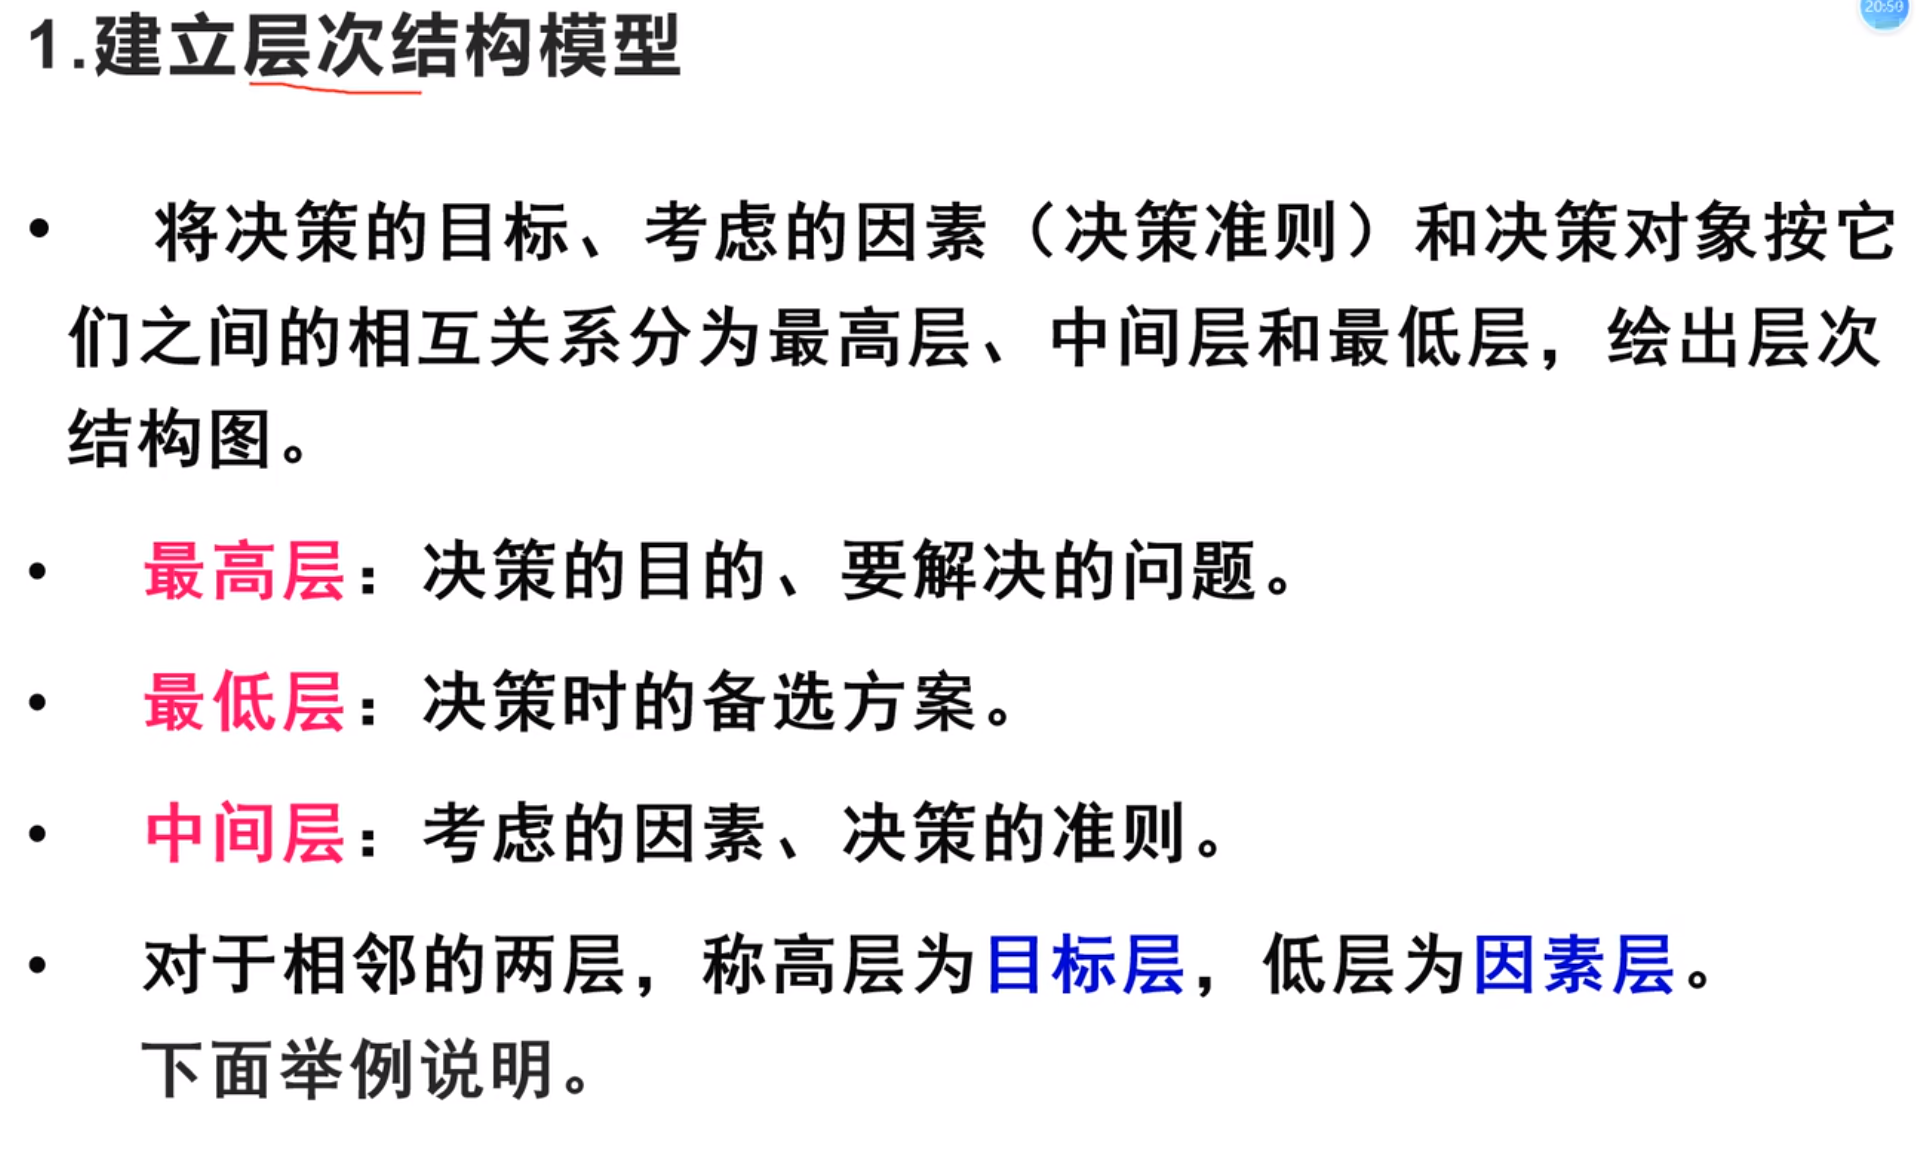 20:50
1.建立层次结构模型
• 将决策的目标、考虑的因素（决策准则）和决策对象按它
们之间的相互关系分为最高层、中间层和最低层，绘出层次
结构图。
• 最高层：决策的目的、要解决的问题。
• 最低层：决策时的备选方案。
• 中间层：考虑的因素、决策的准则。
• 对于相邻的两层，称高层为目标层，低层为因素层。
下面举例说明。